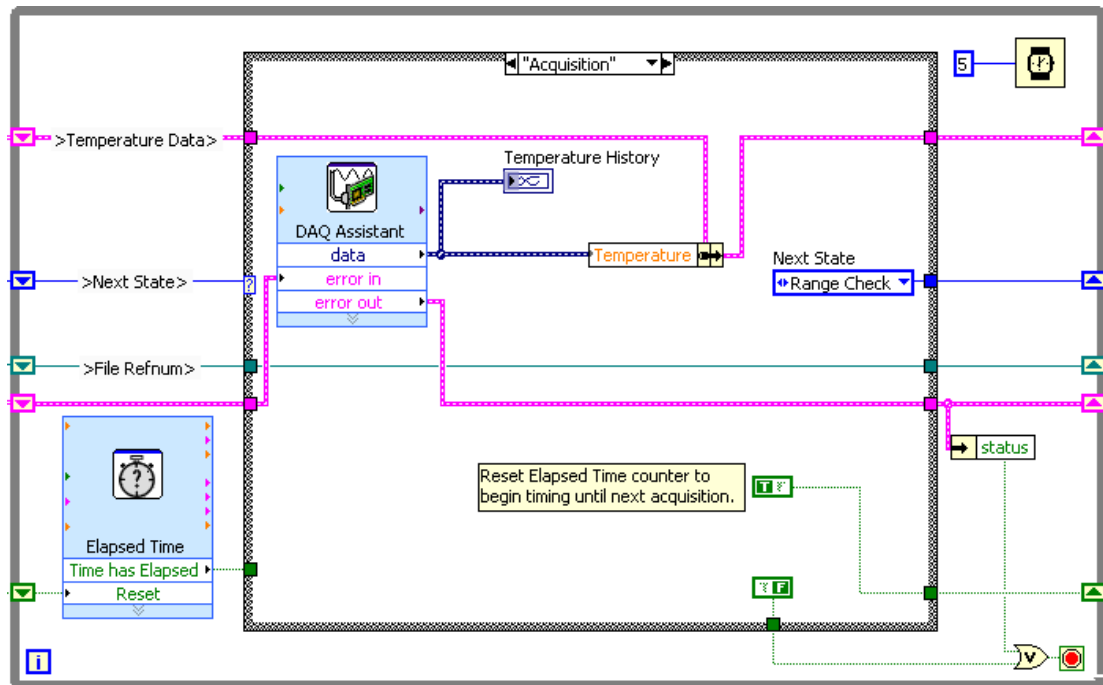 "Acquisition"
5
>Temperature Data>
Temperature History
DAQ Assistant
data
Temperature
Next State
>Next State>
?
error in
Range Check
error out
>File Refnum>
status
Reset Elapsed Time counter to
begin timing until next acquisition.
T
?
Elapsed Time
Time has Elapsed
Reset
F
V
i